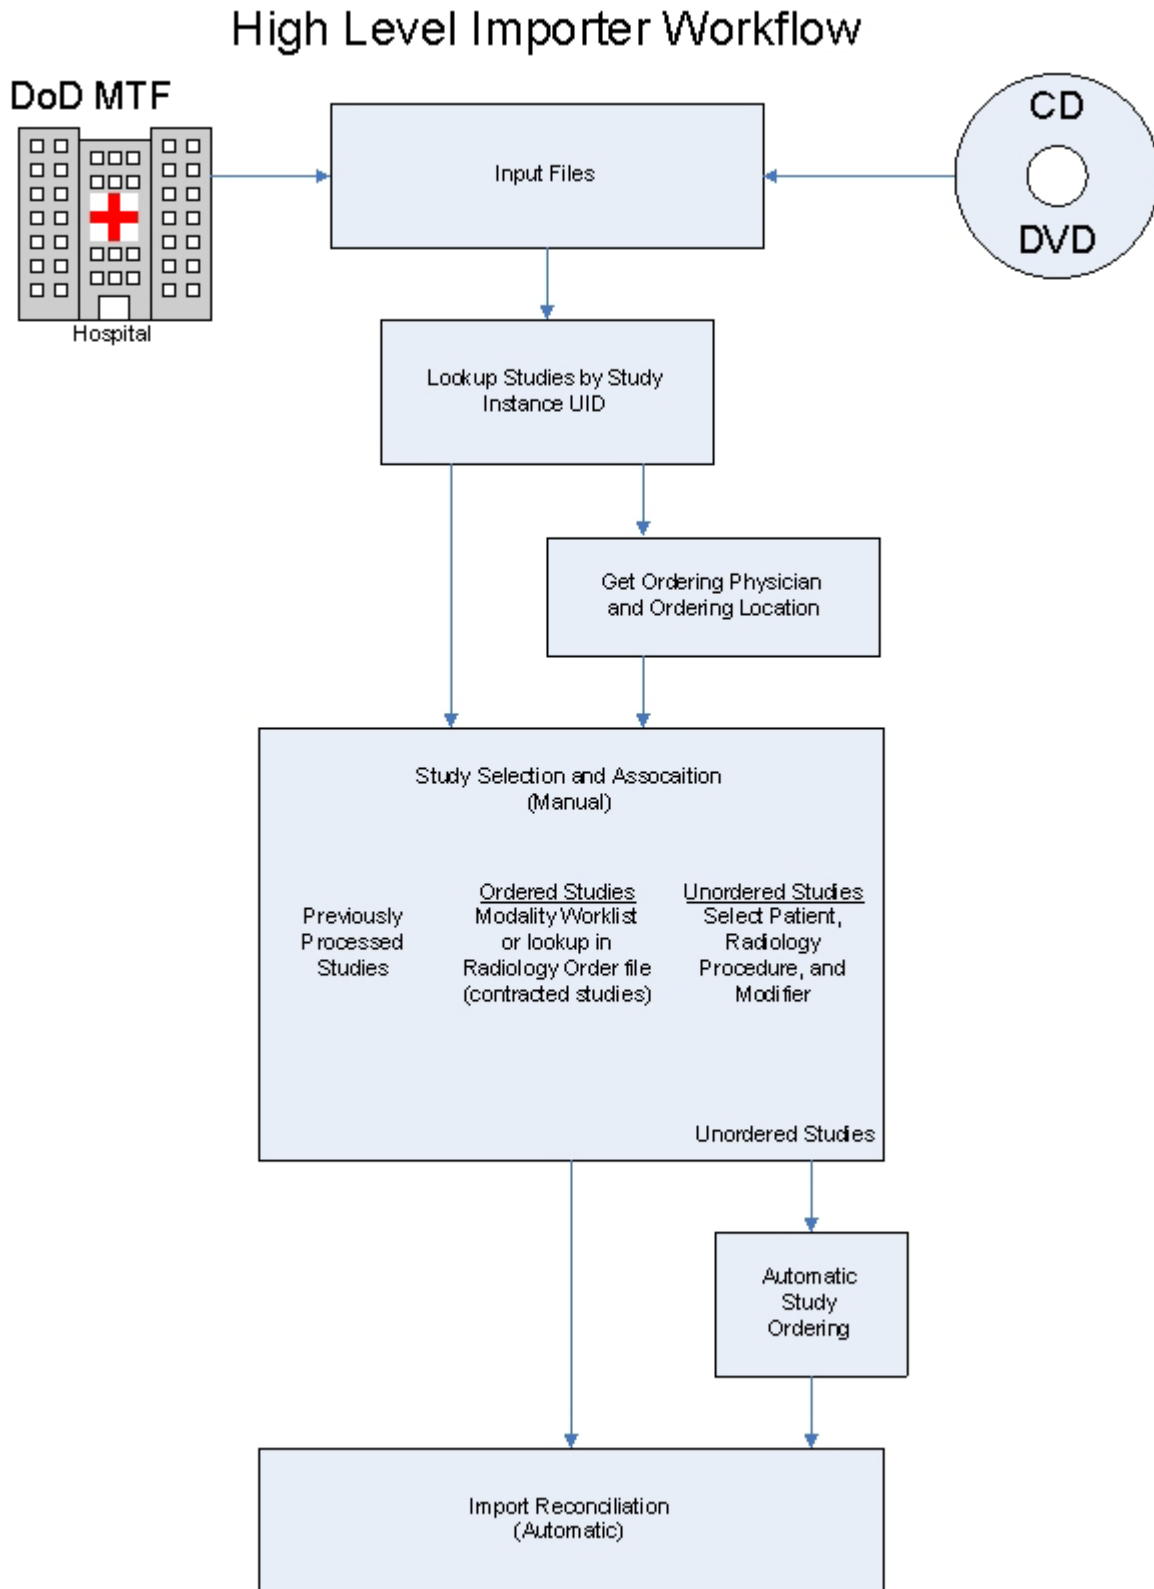 High Level Importer Workflow
DoD MTF
Hospital
Input Files
CD
DVD
Lookup Studies by Study
Instance UID
Get Ordering Physician
and Ordering Location
Study Selection and Assocaition
(Manual)
Previously
Processed
Studies
Ordered Studies
Modality Worklist
or lookup in
Radiology Order file
(contracted studies)
Unordered Studies
Select Patient,
Radiology
Procedure, and
Modifier
Unordered Studies
Automatic
Study
Ordering
Import Reconciliation
(Automatic)